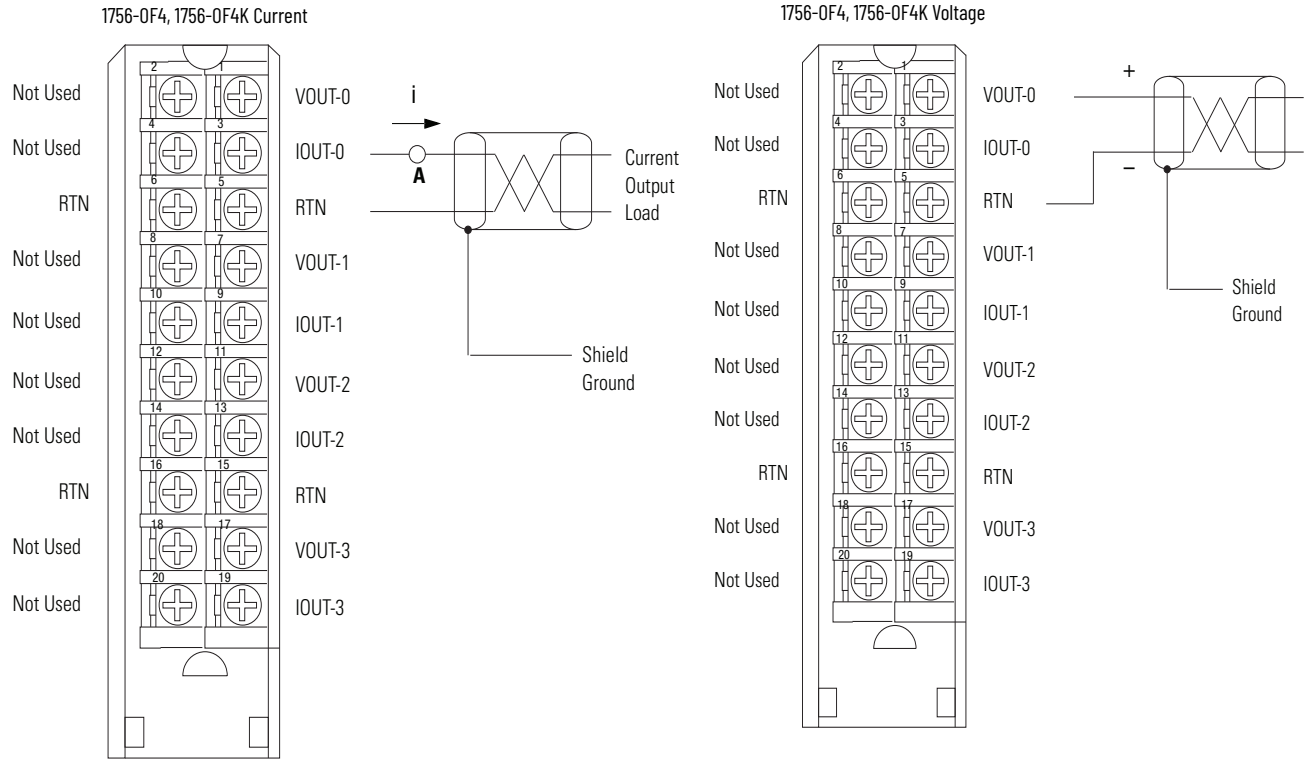 1756-OF4, 1756-OF4K Current
2 1
Not Used VOUT-0
i
4 3
Not Used IOUT-0
A
Current
Output
Load
6 5
RTN RTN
8 7
Not Used VOUT-1
10 9
Not Used IOUT-1
12 11
Not Used VOUT-2
Shield
Ground
14 13
Not Used IOUT-2
16 15
RTN RTN
18 17
Not Used VOUT-3
20 19
Not Used IOUT-3
1756-OF4, 1756-OF4K Voltage
2 1
Not Used VOUT-0
+
4 3
Not Used IOUT-0
–
6 5
RTN RTN
8 7
Not Used VOUT-1
10 9
Not Used IOUT-1
Shield
Ground
12 11
Not Used VOUT-2
14 13
Not Used IOUT-2
16 15
RTN RTN
18 17
Not Used VOUT-3
20 19
Not Used IOUT-3